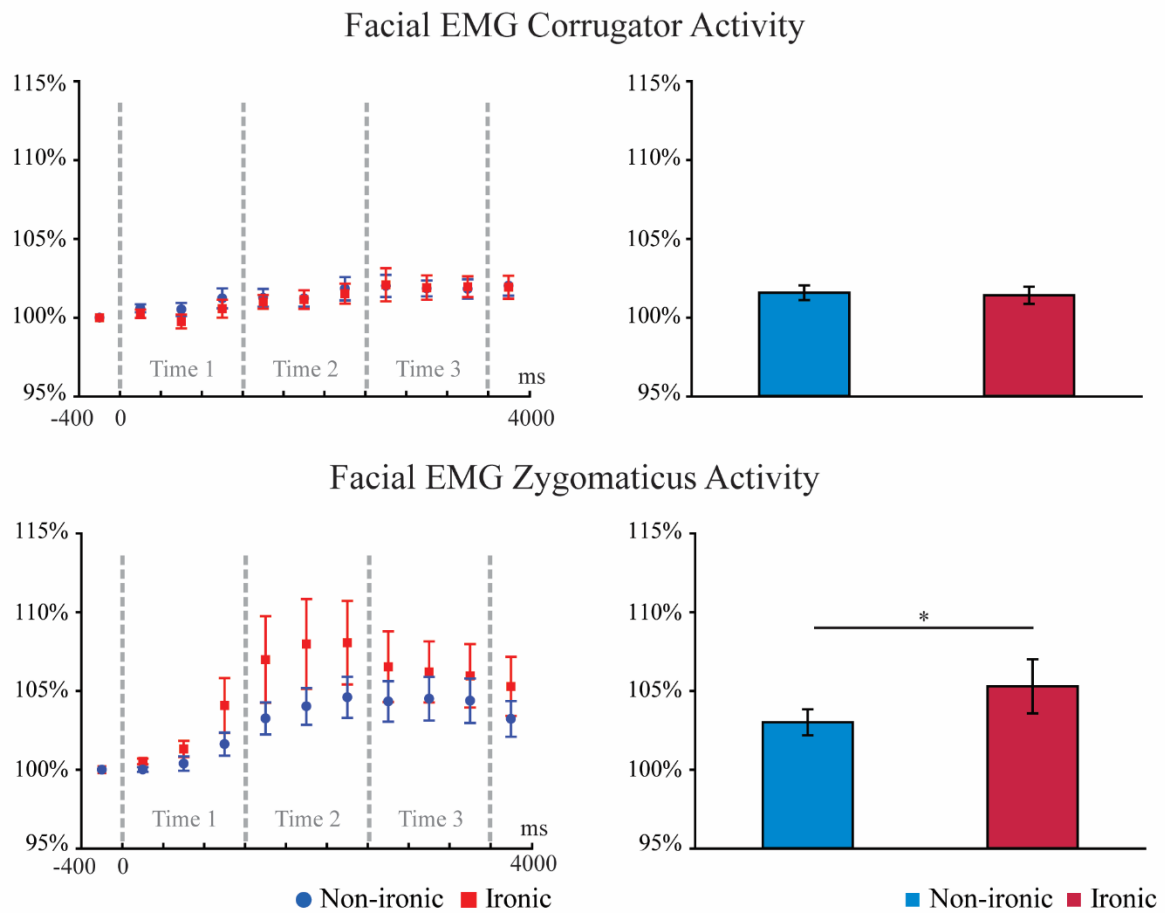 Facial EMG Corrugator Activity
115%
110%
105%
100%
95%
Time 1
Time 2
Time 3
ms
-400
0
4000
115%
110%
105%
100%
95%
Facial EMG Zygomaticus Activity
115%
110%
105%
100%
95%
Time 1
Time 2
Time 3
ms
-400
0
4000
Non-ironic
Ironic
115%
110%
105%
100%
95%
*
Non-ironic
Ironic